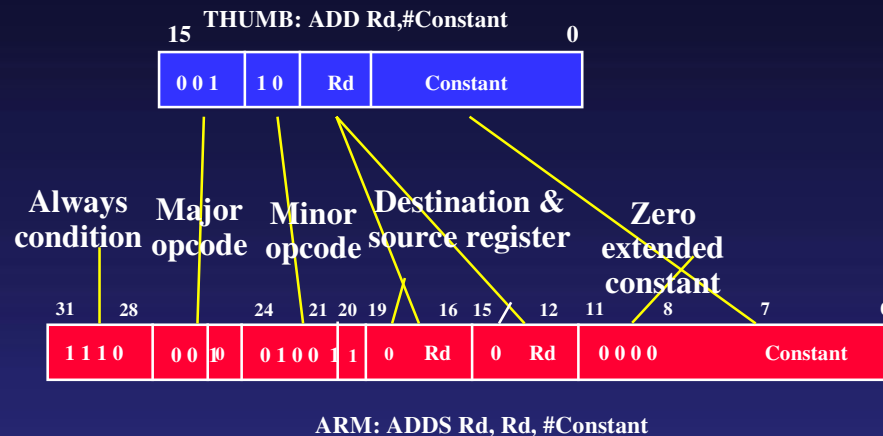 THUMB: ADD Rd,#Constant
15 0
0 0 1 1 0 Rd Constant
Always condition
Major opcode
Minor opcode
Destination & source register
Zero extended constant
31 28 24 21 20 19 16 15 12 11 8 7
1 1 1 0 0 0 1 0 0 1 0 0 1 1 0 Rd 0 Rd 0 0 0 0 Constant
ARM: ADDS Rd, Rd, #Constant